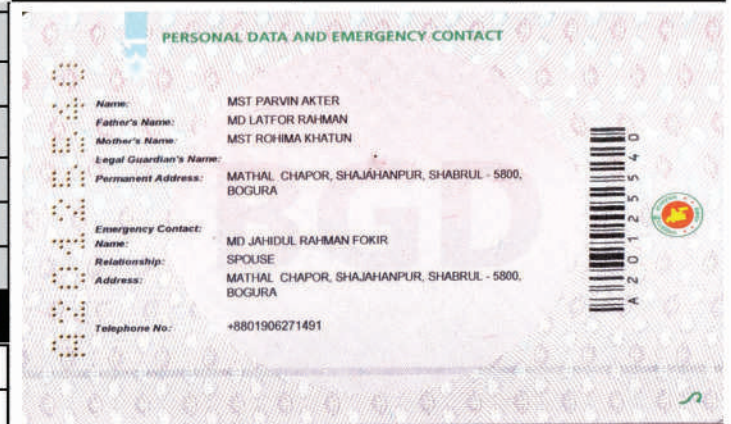 PERSONAL DATA AND EMERGENCY CONTACT
Name: MST PARVIN AKTER
Father's Name: MD LATFOR RAHMAN
Mother's Name: MST ROHIMA KHATUN
Legal Guardian's Name:
Permanent Address: MATHAL CHAPOR, SHAJAHANPUR, SHABRUL - 5800,
BOGURA
Emergency Contact:
Name: MD JAHIDUL RAHMAN FOKIR
Relationship: SPOUSE
Address: MATHAL CHAPOR, SHAJAHANPUR, SHABRUL - 5800,
BOGURA
Telephone No: +8801906271491
BGD
A20125540